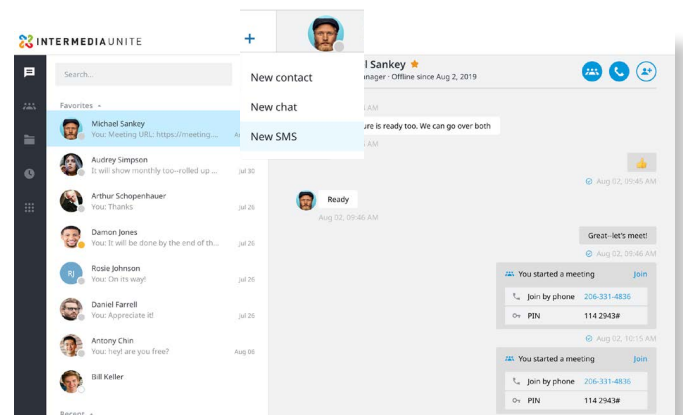 INTERMEDIAUNITE
+
Search...
New contact
New chat
New SMS
l Sankey
anager · Offline since Aug 2, 2019
Favorites
Michael Sankey
You: Meeting URL: https://meeting....
Audrey Simpson
It will show monthly too--rolled up ...
Jul 30
Arthur Schopenhauer
You: Thanks
Jul 26
Damon Jones
You: It will be done by the end of th...
Jul 26
RJ
Rosie Johnson
You: On its way!
Jul 26
Daniel Farrell
You: Appreciate it!
Jul 25
Antony Chin
You: hey! are you free?
Aug 06
Bill Keller
Recent
AM
ure is ready too. We can go over both
AM
Aug 02, 09:45 AM
Ready
Aug 02, 09:46 AM
Great--let's meet!
Aug 02, 09:46 AM
You started a meeting Join
Join by phone 206-331-4836
PIN 114 2943#
Aug 02, 10:15 AM
You started a meeting Join
Join by phone 206-331-4836
PIN 114 2943#